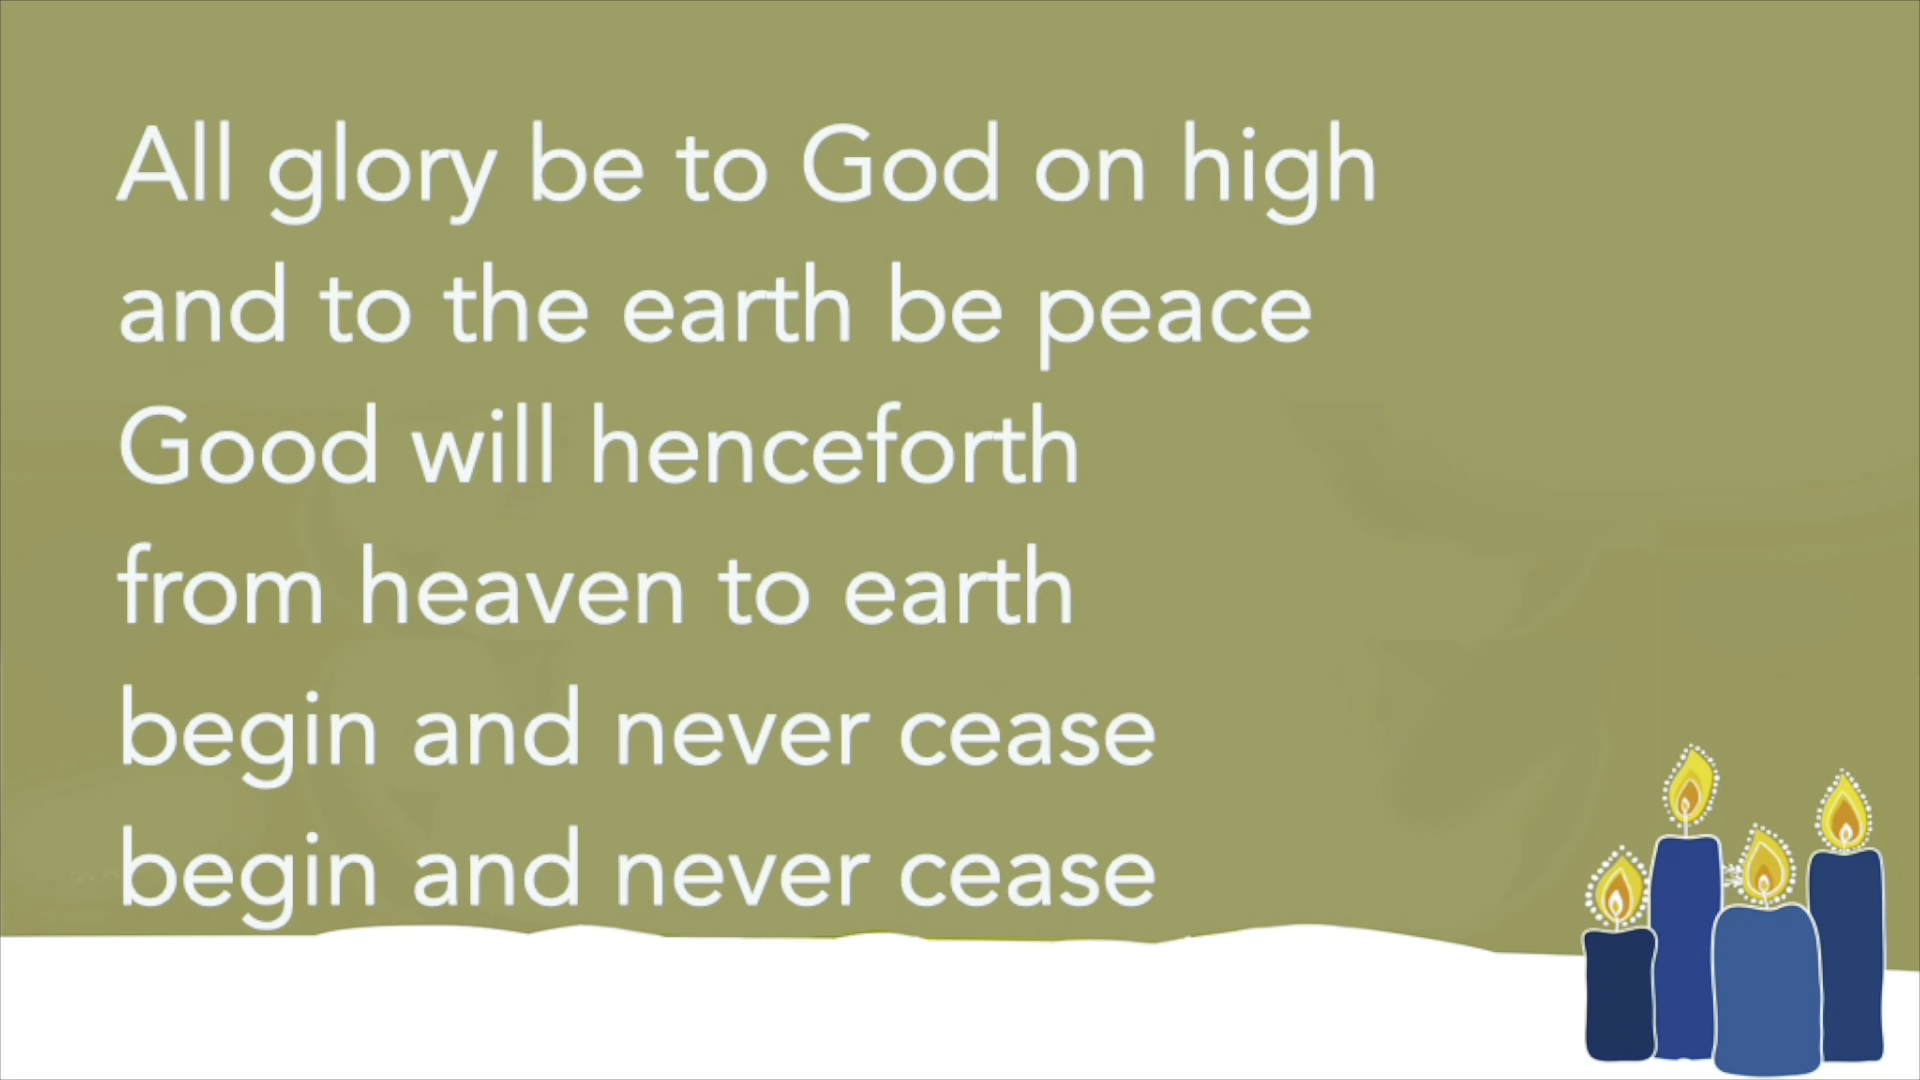 All glory be to God on high
and to the earth be peace
Good will henceforth
from heaven to earth
begin and never cease
begin and never cease